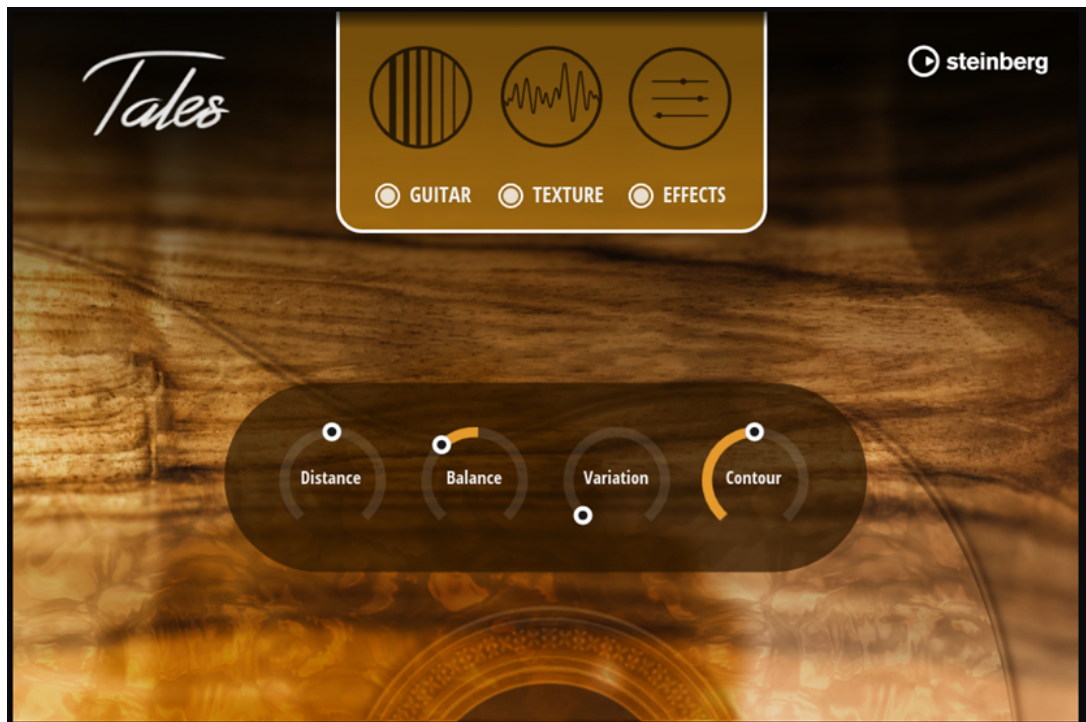 Tales
steinberg
GUITAR TEXTURE EFFECTS
Distance Balance Variation Contour